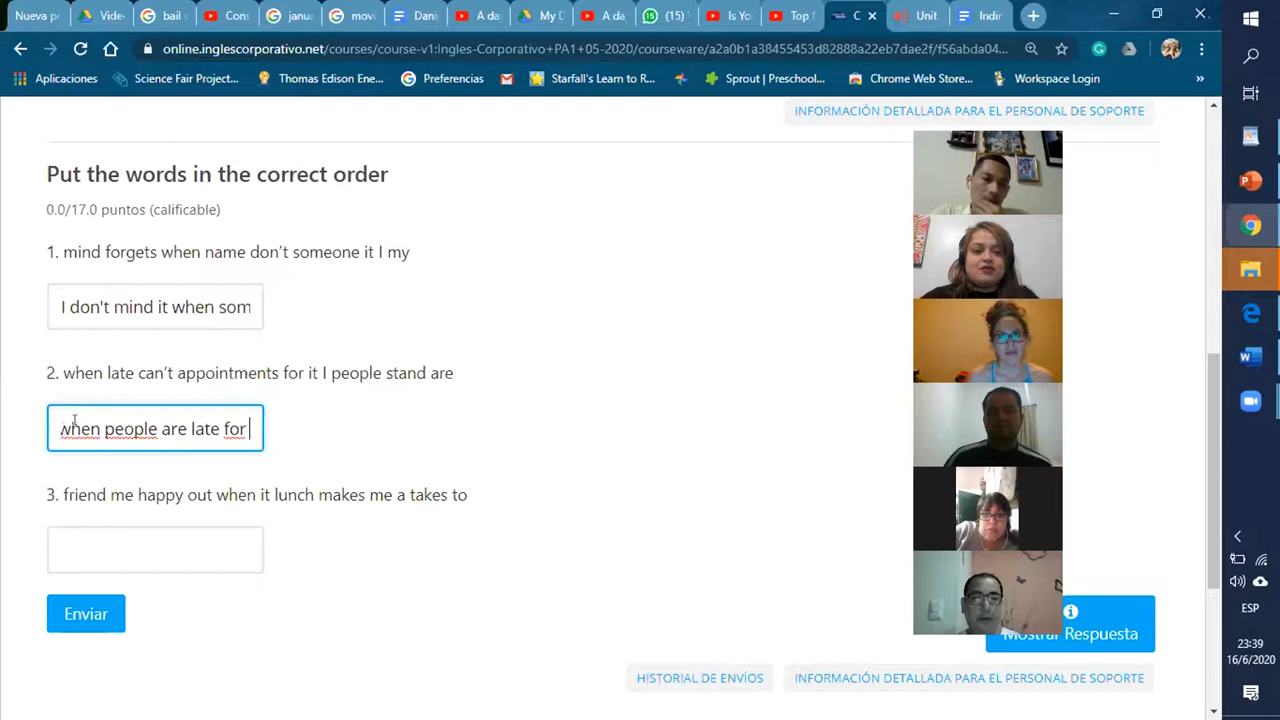 Nueva p
Vide
bail
Cons
janu
movi
Dani
A da
My D
A da
(15)
Is Yo
Top
C
Unit
Indir
online.inglescorporativo.net/courses/course-v1:Ingles-Corporativo+PA1+05-2020/courseware/a2a0b1a38455453d82888a22eb7dae2f/f56abda04...
Aplicaciones
Science Fair Project...
Thomas Edison Ene...
Preferencias
Starfall's Learn to R...
Sprout | Preschool...
Chrome Web Store...
Workspace Login
»
INFORMACIÓN DETALLADA PARA EL PERSONAL DE SOPORTE
Put the words in the correct order
0.0/17.0 puntos (calificable)
1. mind forgets when name don't someone it I my
I don't mind it when som
2. when late can't appointments for it I people stand are
when people are late for
3. friend me happy out when it lunch makes me a takes to
Enviar
Mostrar Respuesta
HISTORIAL DE ENVÍOS
INFORMACIÓN DETALLADA PARA EL PERSONAL DE SOPORTE
ESP
23:39
16/6/2020